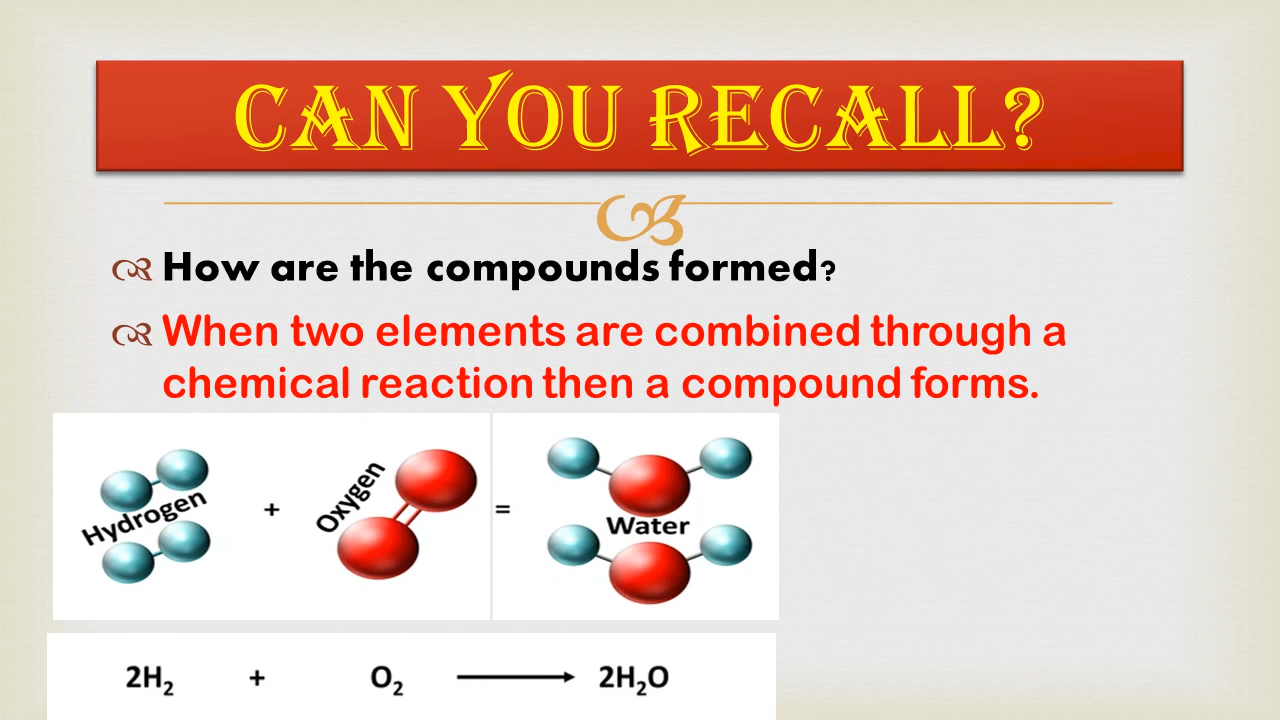 CAN YOU RECALL?
How are the compounds formed?
When two elements are combined through a
chemical reaction then a compound forms.
Hydrogen + Oxygen = Water
2H₂ + O₂ ⟶ 2H₂O